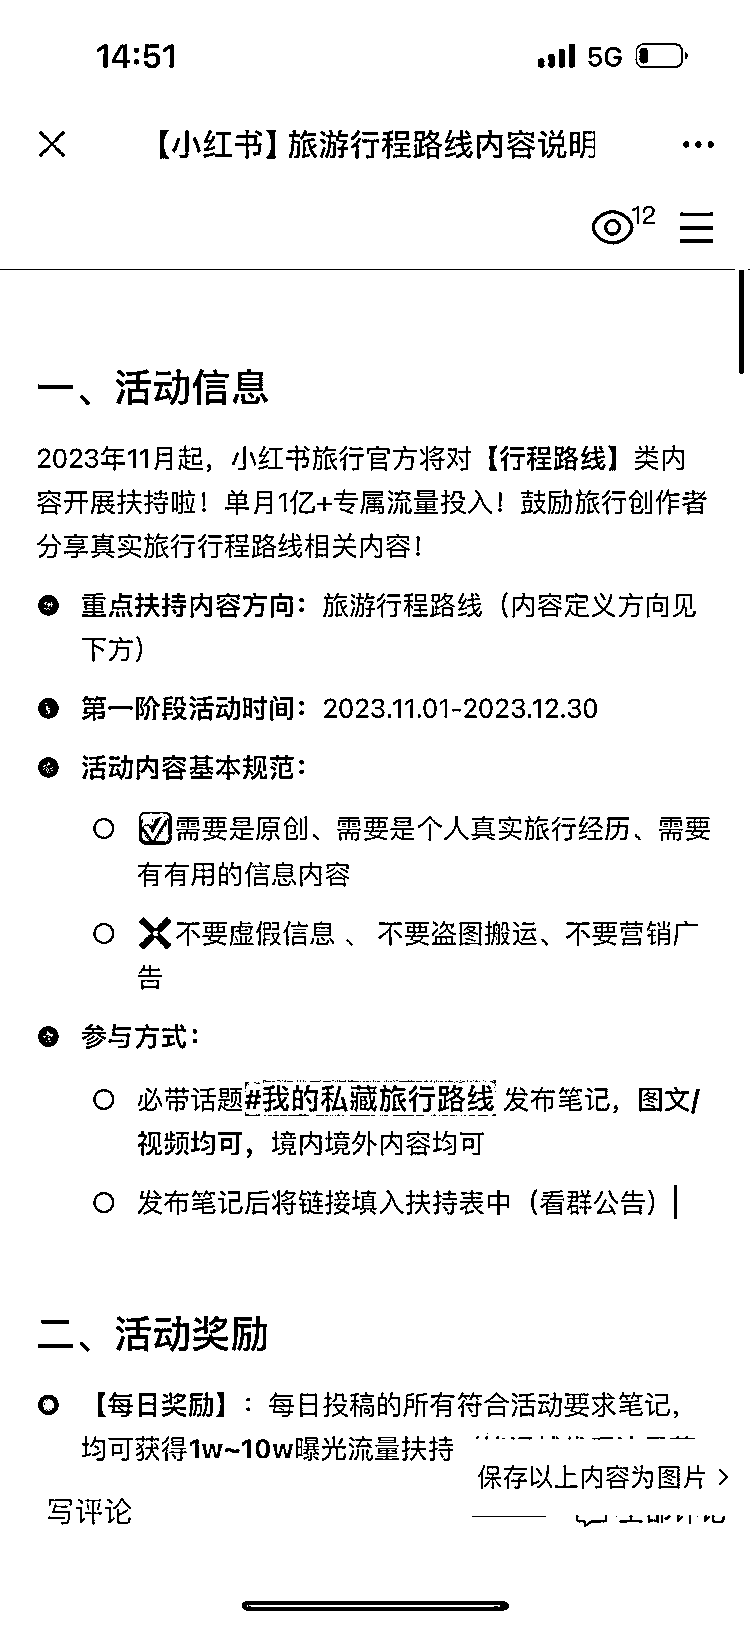 14:51
5G
【小红书】旅游行程路线内容说明
12
一、活动信息
2023年11月起，小红书旅行官方将对【行程路线】类内
容开展扶持啦！单月1亿+专属流量投入！鼓励旅行创作者
分享真实旅行行程路线相关内容！
重点扶持内容方向：旅游行程路线（内容定义方向见
下方）
第一阶段活动时间：2023.11.01-2023.12.30
活动内容基本规范：
✅需要是原创、需要是个人真实旅行经历、需要
有有用的信息内容
❌不要虚假信息 、 不要盗图搬运、不要营销广
告
参与方式：
必带话题#我的私藏旅行路线 发布笔记，图文/
视频均可，境内境外内容均可
发布笔记后将链接填入扶持表中（看群公告）
二、活动奖励
【每日奖励】：每日投稿的所有符合活动要求笔记，
均可获得1w~10w曝光流量扶持
保存以上内容为图片
写评论